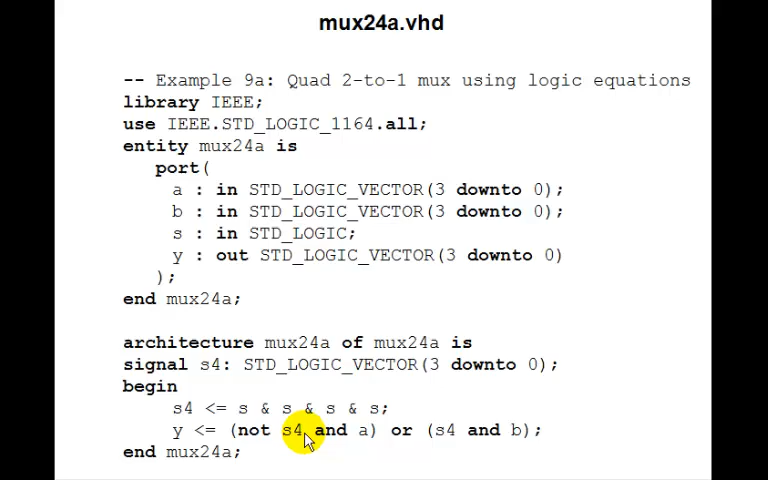 mux24a.vhd
-- Example 9a: Quad 2-to-1 mux using logic equations
library IEEE;
use IEEE.STD_LOGIC_1164.all;
entity mux24a is
port(
a : in STD_LOGIC_VECTOR(3 downto 0);
b : in STD_LOGIC_VECTOR(3 downto 0);
s : in STD_LOGIC;
y : out STD_LOGIC_VECTOR(3 downto 0)
);
end mux24a;
architecture mux24a of mux24a is
signal s4: STD_LOGIC_VECTOR(3 downto 0);
begin
s4 <= s & s & s & s;
y <= (not s4 and a) or (s4 and b);
end mux24a;